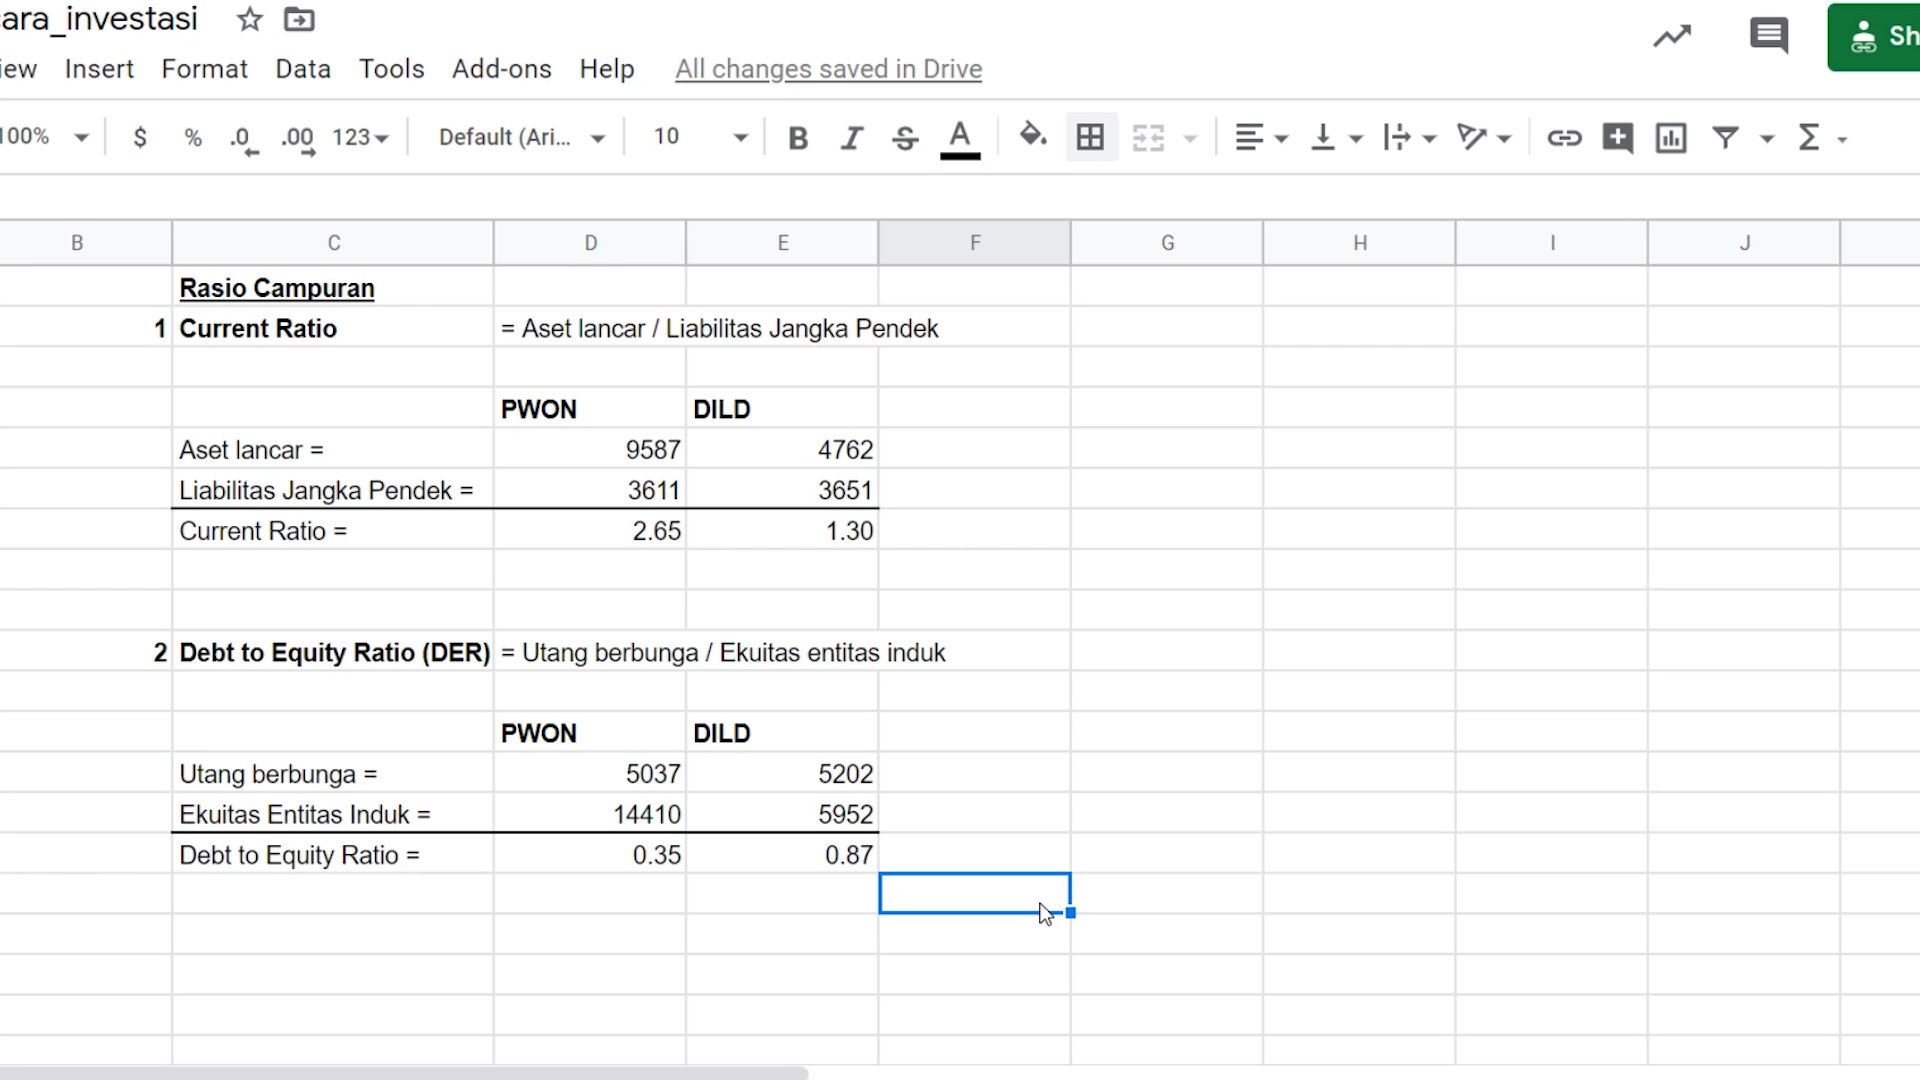 ara_investasi
iew Insert Format Data Tools Add-ons Help All changes saved in Drive
Sh
100% $ % .0 .00 123 Default (Ari... 10 B I S A Σ
B C D E F G H I J
Rasio Campuran
1 Current Ratio = Aset lancar / Liabilitas Jangka Pendek
PWON DILD
Aset lancar = 9587 4762
Liabilitas Jangka Pendek = 3611 3651
Current Ratio = 2.65 1.30
2 Debt to Equity Ratio (DER) = Utang berbunga / Ekuitas entitas induk
PWON DILD
Utang berbunga = 5037 5202
Ekuitas Entitas Induk = 14410 5952
Debt to Equity Ratio = 0.35 0.87